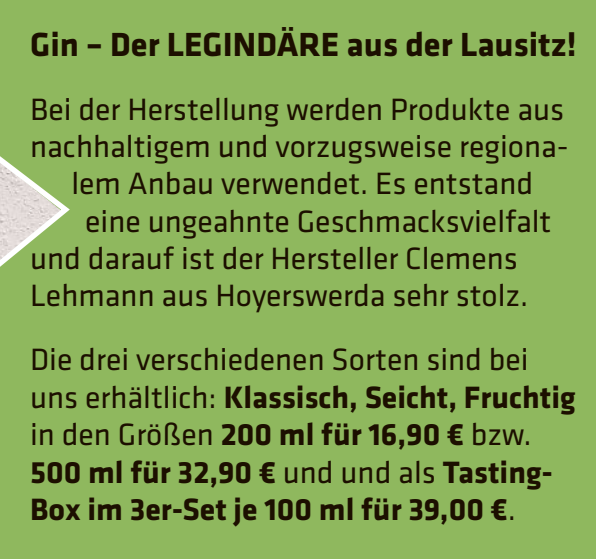 Gin – Der LEGINDÄRE aus der Lausitz!
Bei der Herstellung werden Produkte aus
nachhaltigem und vorzugsweise regiona-
lem Anbau verwendet. Es entstand
eine ungeahnte Geschmacksvielfalt
und darauf ist der Hersteller Clemens
Lehmann aus Hoyerswerda sehr stolz.
Die drei verschiedenen Sorten sind bei
uns erhältlich: Klassisch, Seicht, Fruchtig
in den Größen 200 ml für 16,90 € bzw.
500 ml für 32,90 € und und als Tasting-
Box im 3er-Set je 100 ml für 39,00 €.